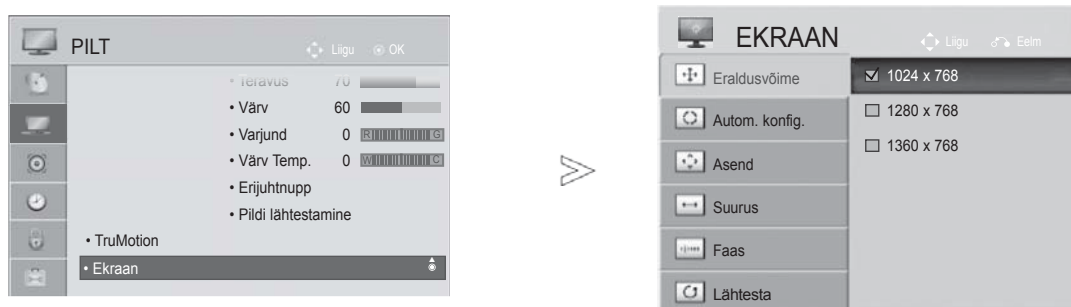 PILT
Liigu OK
• Teravus 70
• Värv 60
• Varjund 0 R G
• Värv Temp. 0 W C
• Erijuhtnupp
• Pildi lähtestamine
• TruMotion
• Ekraan
EKRAAN
Liigu Eelm
Eraldusvõime
Autom. konfig.
Asend
Suurus
Faas
Lähtesta
1024 x 768
1280 x 768
1360 x 768